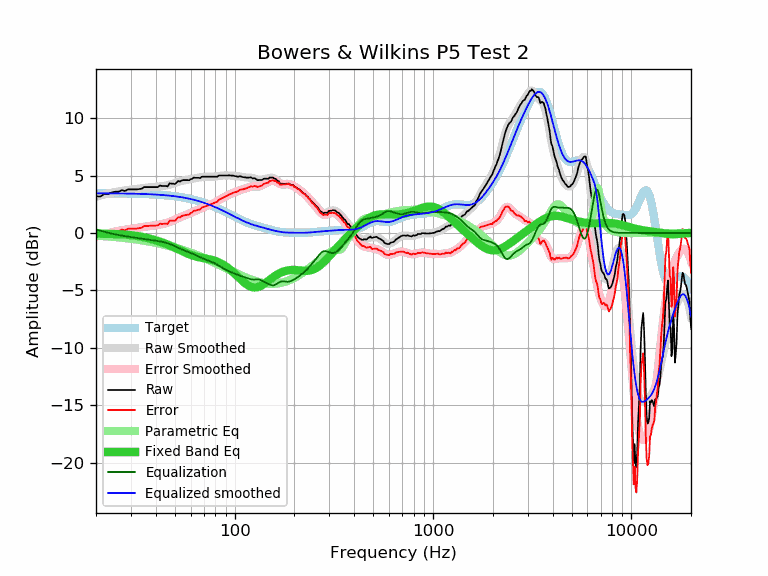 Bowers & Wilkins P5 Test 2
Amplitude (dBr)
10
5
0
−5
−10
−15
−20
Target
Raw Smoothed
Error Smoothed
Raw
Error
Parametric Eq
Fixed Band Eq
Equalization
Equalized smoothed
100
1000
10000
Frequency (Hz)